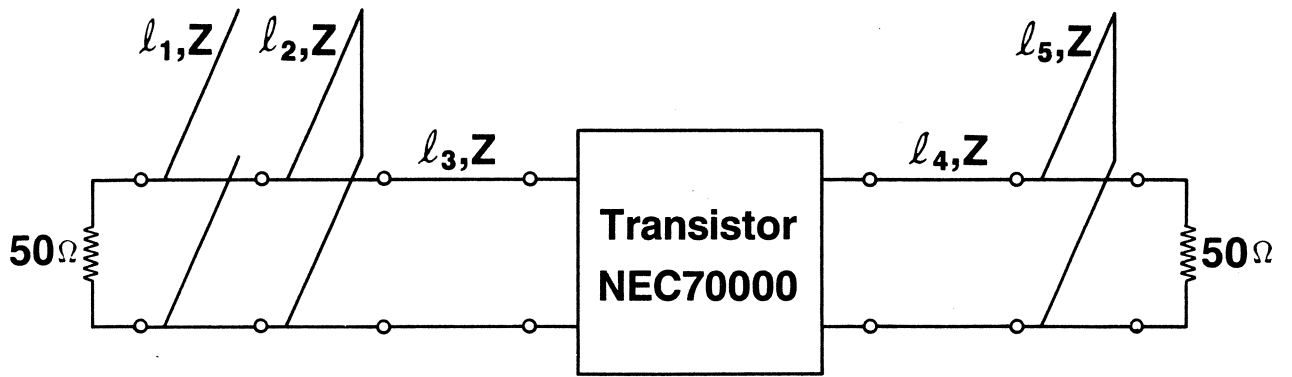 ℓ1,Z ℓ2,Z ℓ5,Z
ℓ3,Z ℓ4,Z
50Ω Transistor 50Ω
NEC70000